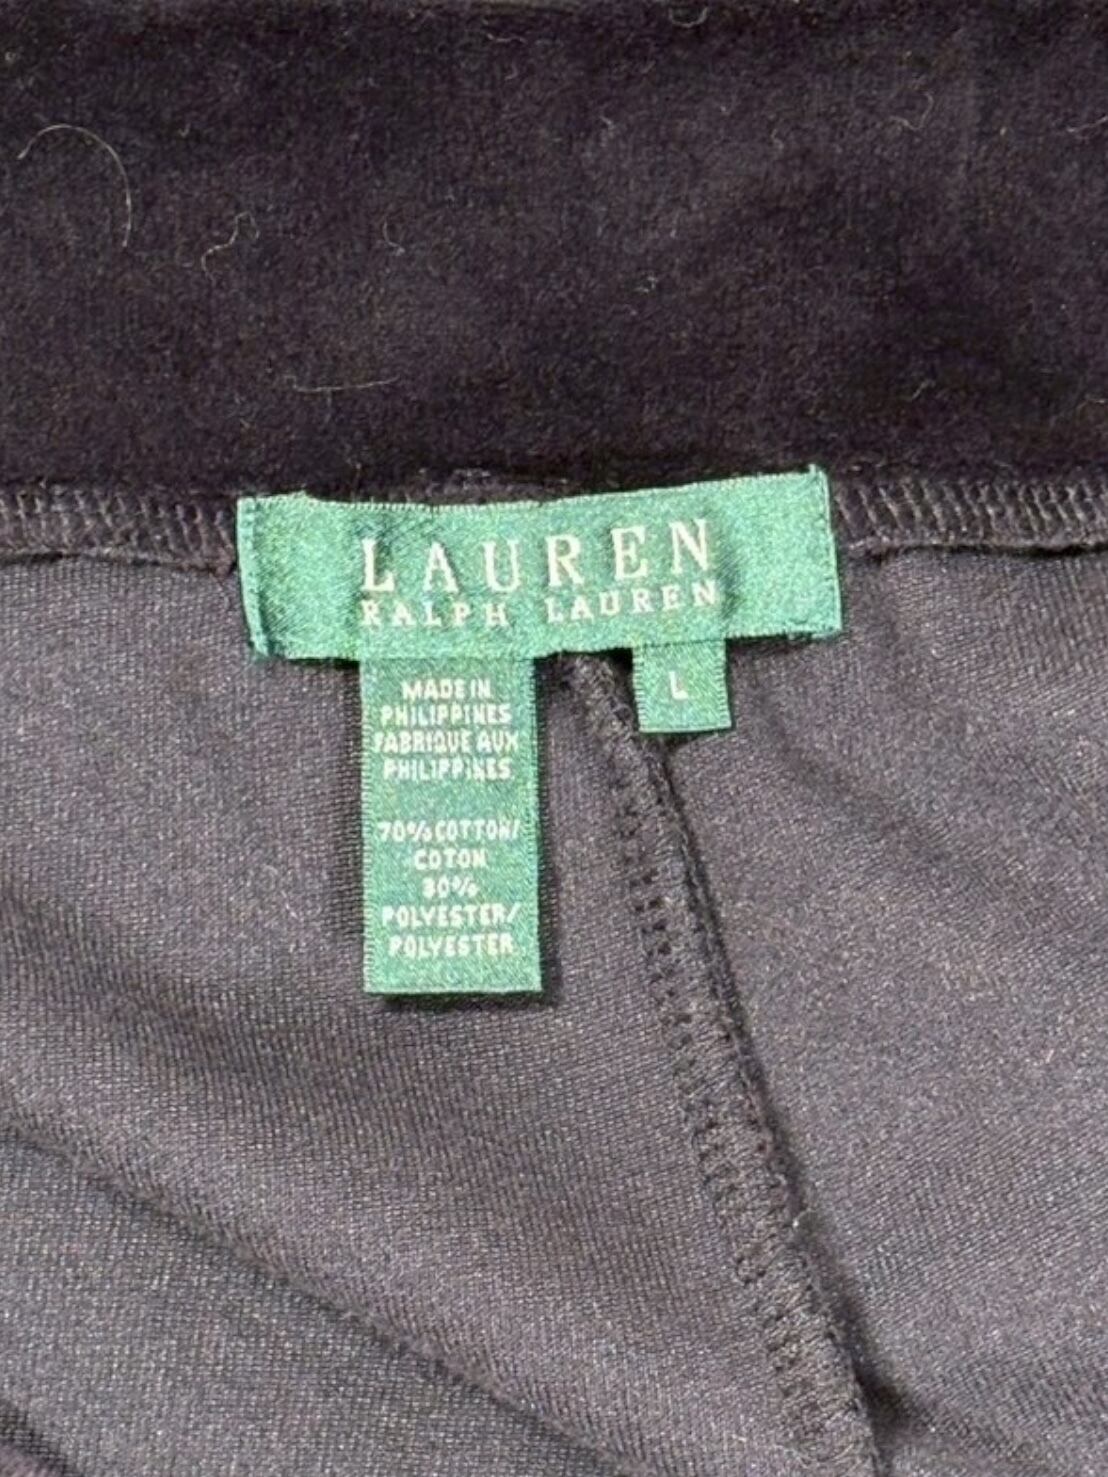 LAUREN
RALPH LAUREN
L
MADE IN
PHILIPPINES
FABRIQUE AUX
PHILIPPINES
70% COTTON/
COTON
30%
POLYESTER/
POLYESTER